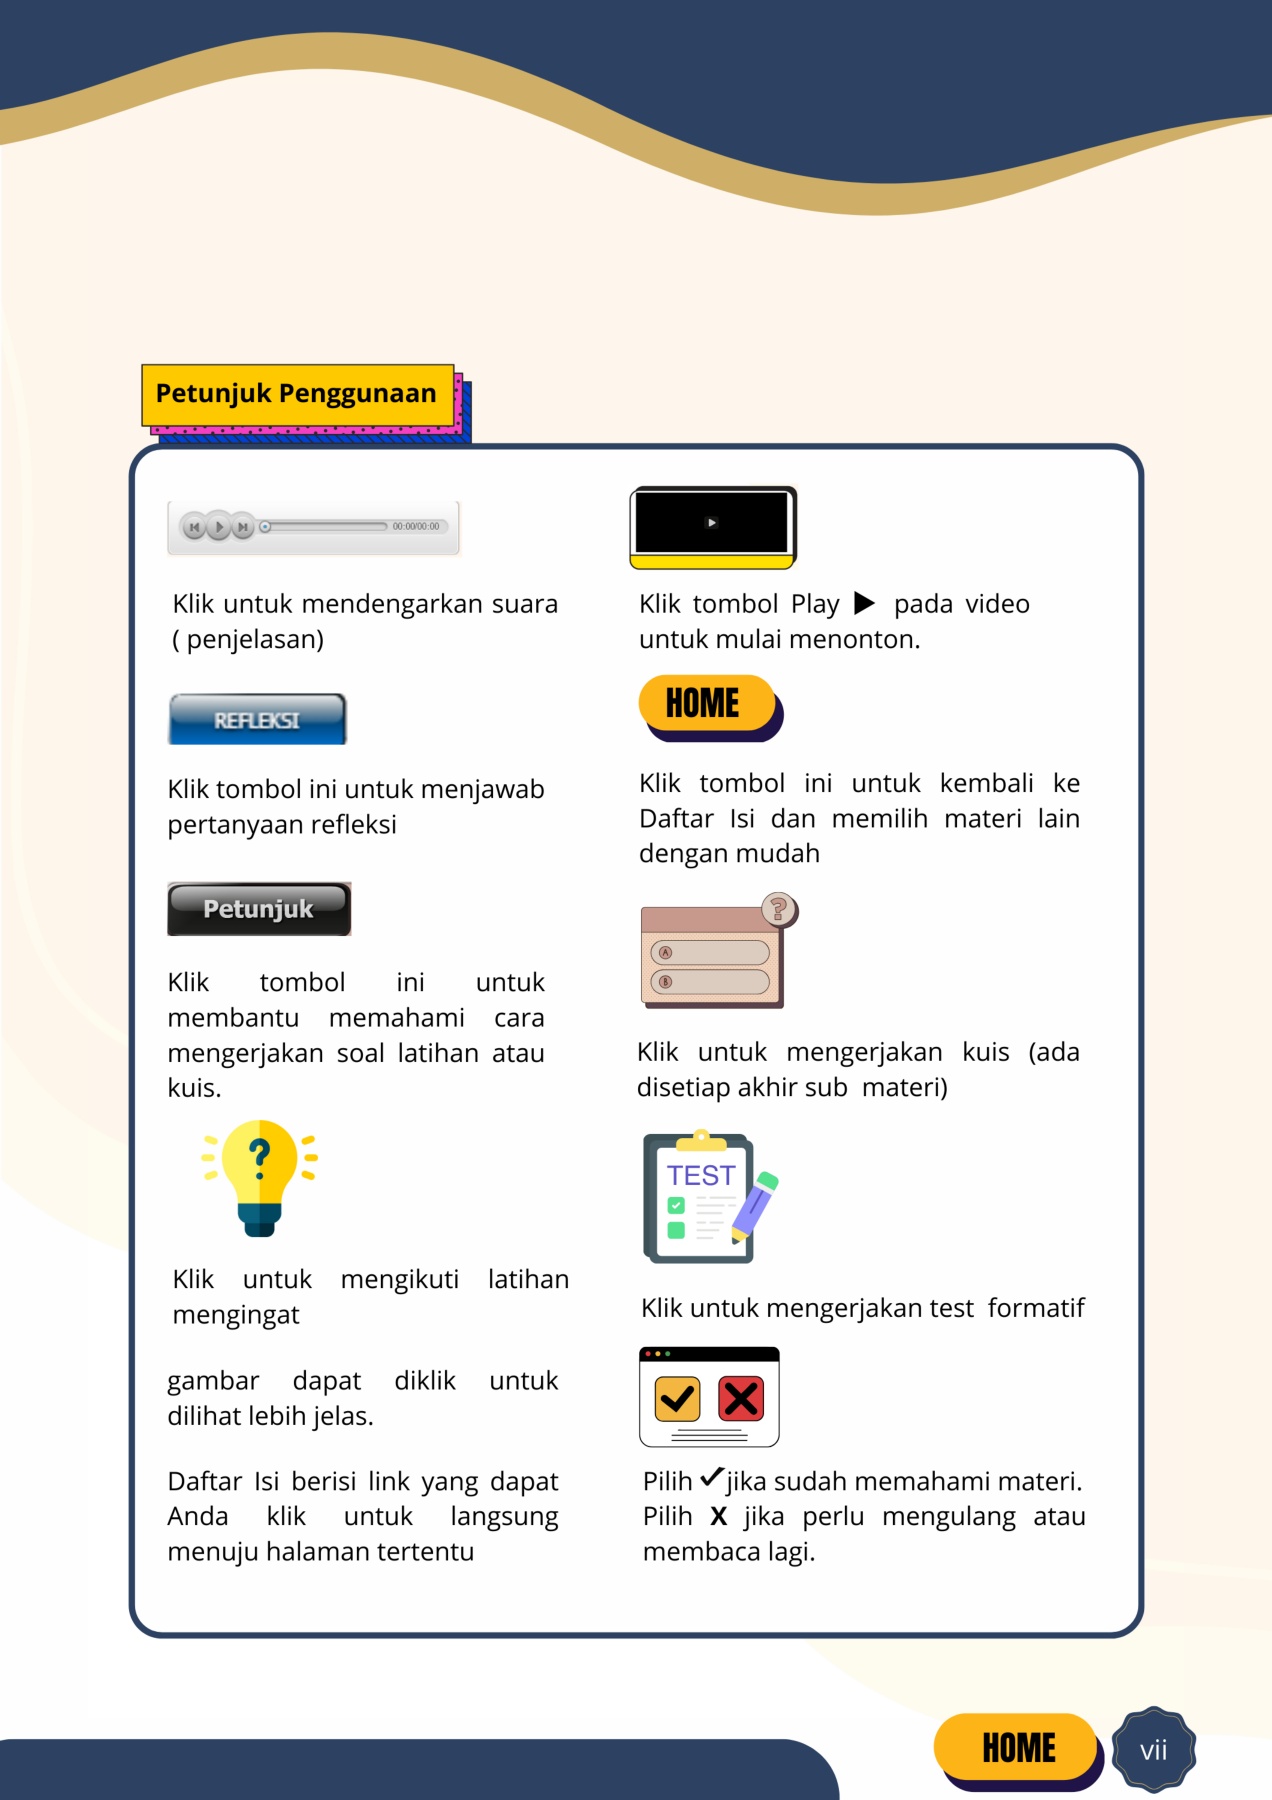 Petunjuk Penggunaan
00:00/00:00
Klik untuk mendengarkan suara
( penjelasan)
REFLEKSI
Klik tombol ini untuk menjawab
pertanyaan refleksi
Petunjuk
Klik tombol ini untuk
membantu memahami cara
mengerjakan soal latihan atau
kuis.
?
Klik untuk mengikuti latihan
mengingat
gambar dapat diklik untuk
dilihat lebih jelas.
Daftar Isi berisi link yang dapat
Anda klik untuk langsung
menuju halaman tertentu
Klik tombol Play ▶ pada video
untuk mulai menonton.
HOME
Klik tombol ini untuk kembali ke
Daftar Isi dan memilih materi lain
dengan mudah
?
A
B
Klik untuk mengerjakan kuis (ada
disetiap akhir sub materi)
TEST
Klik untuk mengerjakan test formatif
Pilih ✓jika sudah memahami materi.
Pilih X jika perlu mengulang atau
membaca lagi.
HOME
vii